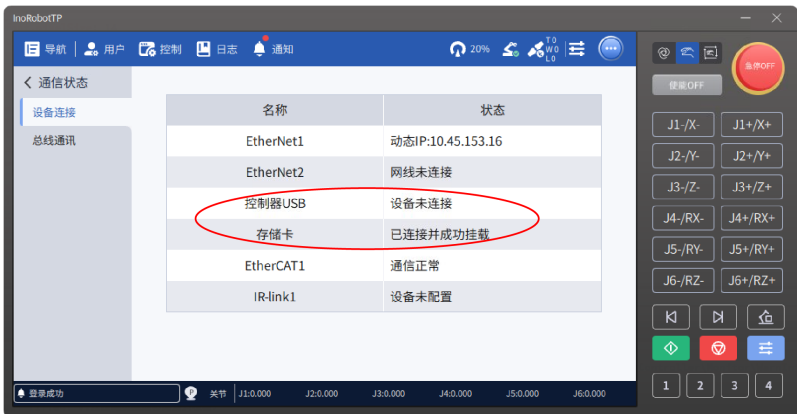 InoRobotTP
导航 用户 控制 日志 通知 20% T0 W0 L0
急停OFF
使能OFF
通信状态
设备连接
总线通讯
名称 状态
EtherNet1 动态IP:10.45.153.16
EtherNet2 网线未连接
控制器USB 设备未连接
存储卡 已连接并成功挂载
EtherCAT1 通信正常
IR-link1 设备未配置
J1-/X- J1+/X+
J2-/Y- J2+/Y+
J3-/Z- J3+/Z+
J4-/RX- J4+/RX+
J5-/RY- J5+/RY+
J6-/RZ- J6+/RZ+
登录成功 P 关节 J1:0.000 J2:0.000 J3:0.000 J4:0.000 J5:0.000 J6:0.000
1 2 3 4